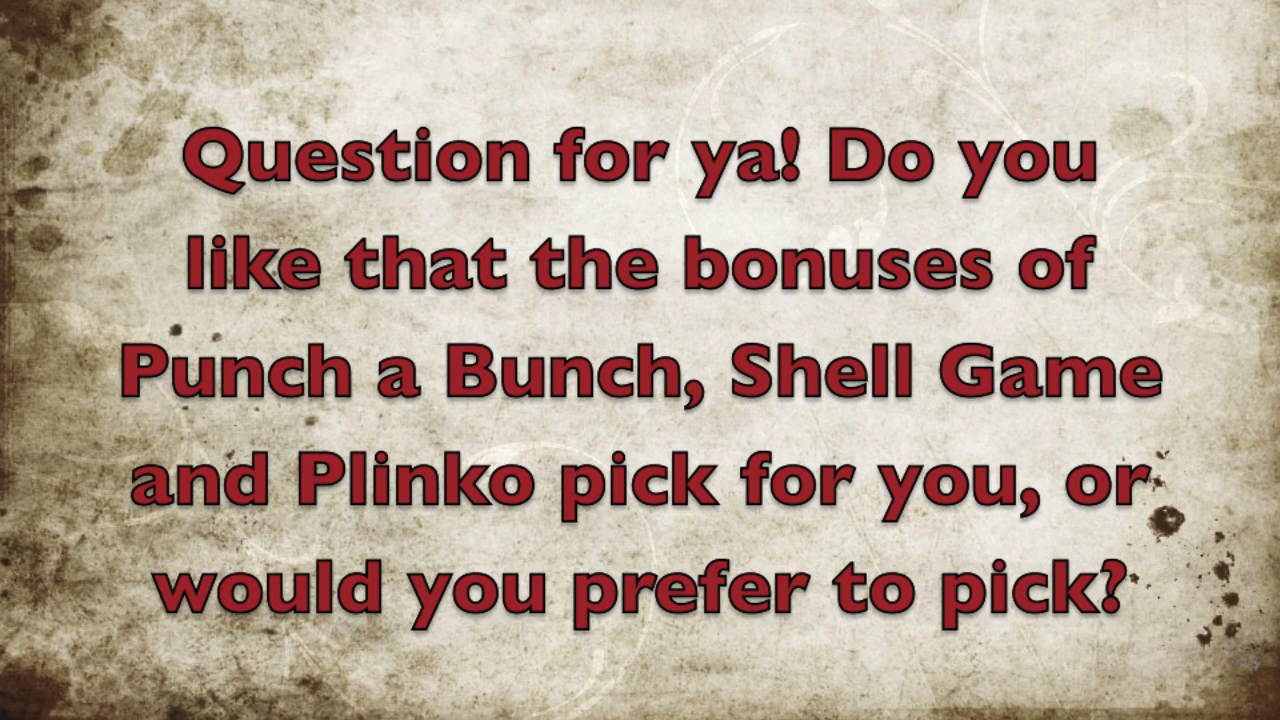 Question for ya! Do you
like that the bonuses of
Punch a Bunch, Shell Game
and Plinko pick for you, or
would you prefer to pick?